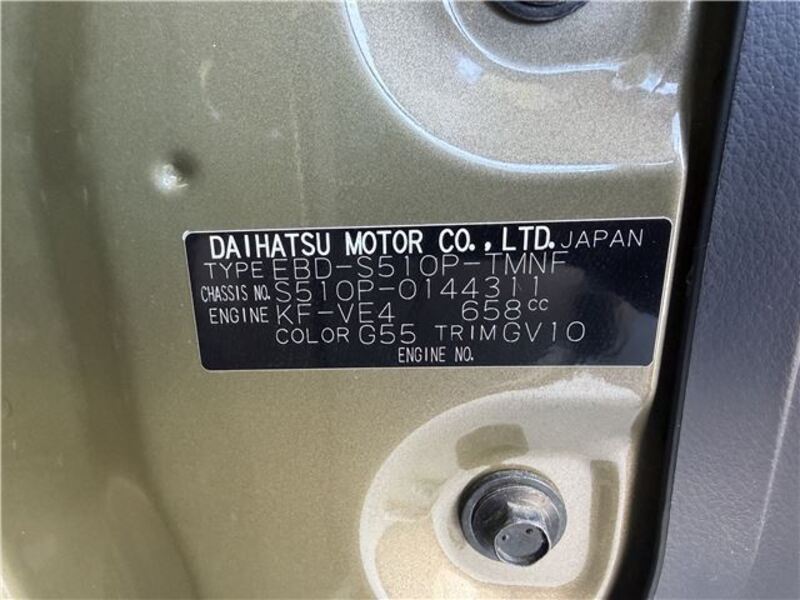 DAIHATSU MOTOR CO., LTD. JAPAN
TYPE EBD-S510P-TMNF
CHASSIS NO. S510P-0144311
ENGINE KF-VE4 658cc
COLOR G55 TRIM GV10
ENGINE NO.